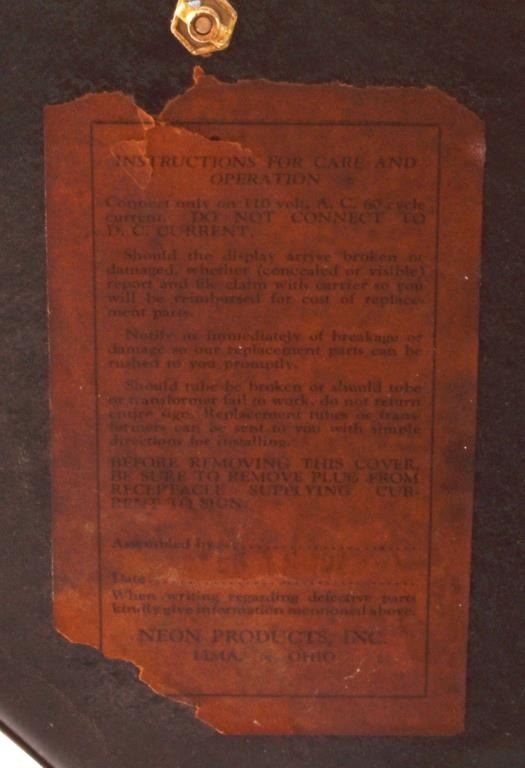 INSTRUCTIONS FOR CARE AND
OPERATION
Connect only on 110 volt, A. C. 60 cycle
current. DO NOT CONNECT TO
D. C. CURRENT.
Should the display arrive broken or
damaged, whether (concealed or visible)
report and file claim with carrier so you
will be reimbursed for cost of replace-
ment parts.
Notify us immediately of breakage or
damage so our replacement parts can be
rushed to you promptly.
Should tube be broken or should tube
or transformer fail to work, do not return
entire sign. Replacement tubes or trans-
formers can be sent to you with simple
directions for installing.
BEFORE REMOVING THIS COVER,
BE SURE TO REMOVE PLUG FROM
RECEPTACLE SUPPLYING CUR-
RENT TO SIGN.
Assembled by
Date
When writing regarding defective parts
kindly give information mentioned above.
NEON PRODUCTS, INC.
LIMA, OHIO